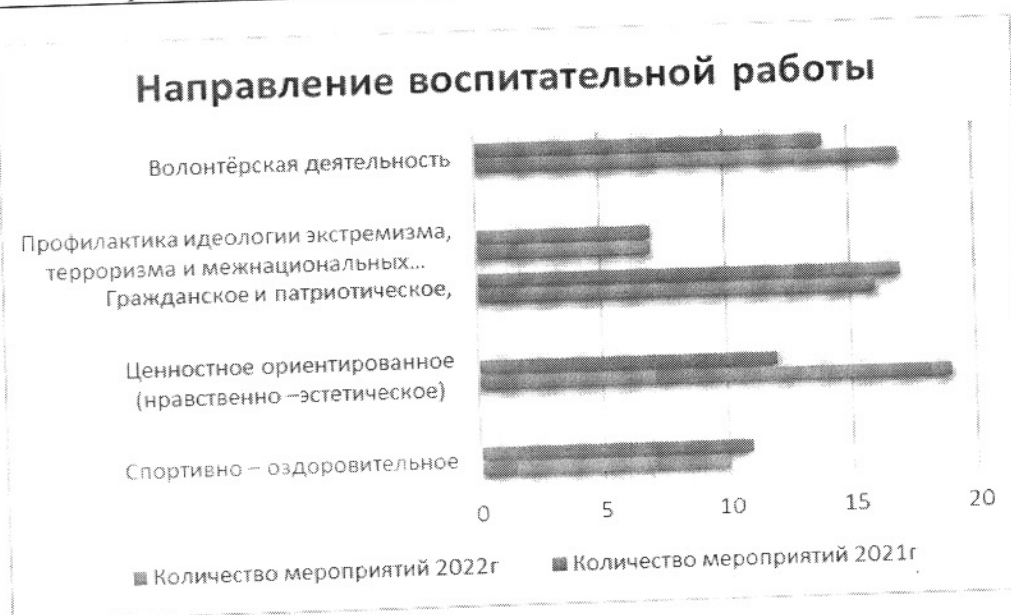 Направление воспитательной работы
Волонтёрская деятельность
Профилактика идеологии экстремизма,
терроризма и межнациональных...
Гражданское и патриотическое,
Ценностное ориентированное
(нравственно –эстетическое)
Спортивно – оздоровительное
0 5 10 15 20
Количество мероприятий 2022г Количество мероприятий 2021г